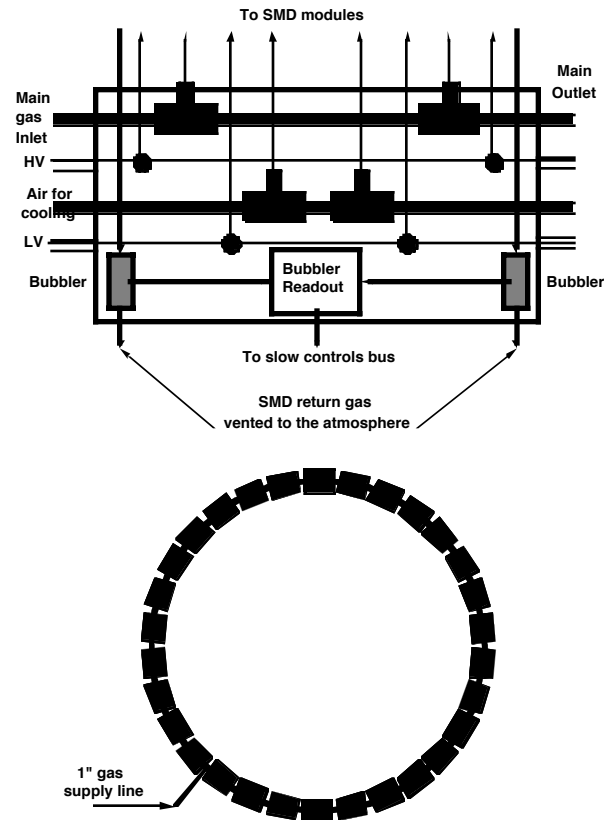 To SMD modules
Main
gas
Inlet
Main
Outlet
HV
Air for
cooling
LV
Bubbler
Bubbler
Readout
Bubbler
To slow controls bus
SMD return gas
vented to the atmosphere
1" gas
supply line